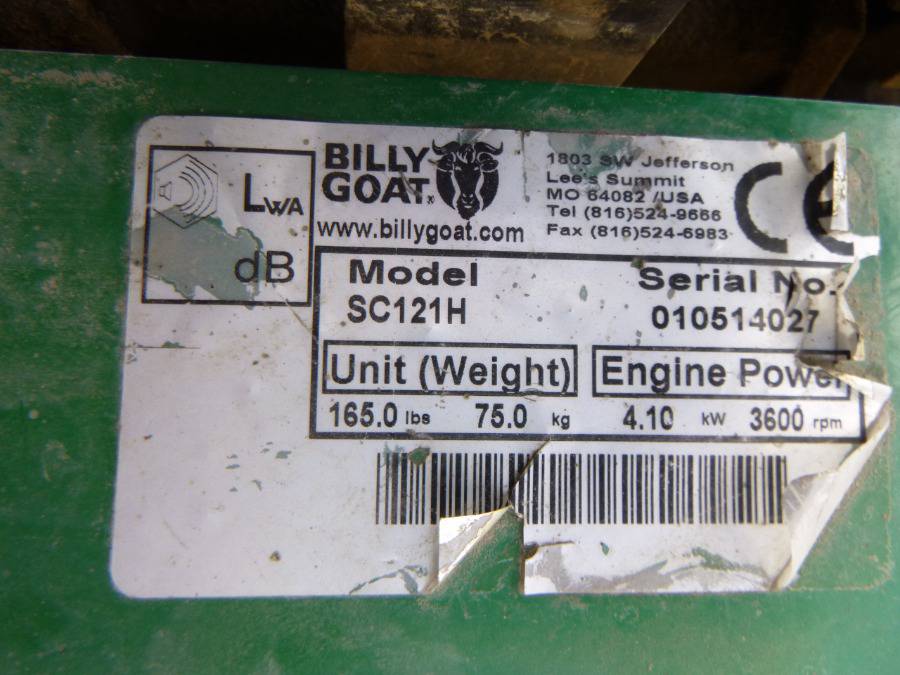 LWA
dB
BILLY
GOAT®
www.billygoat.com
1803 SW Jefferson
Lee's Summit
MO 64082 /USA
Tel (816)524-9666
Fax (816)524-6983
CE
Model
SC121H
Serial No.
010514027
Unit (Weight)
165.0 lbs 75.0 kg
Engine Power
4.10 kW 3600 rpm